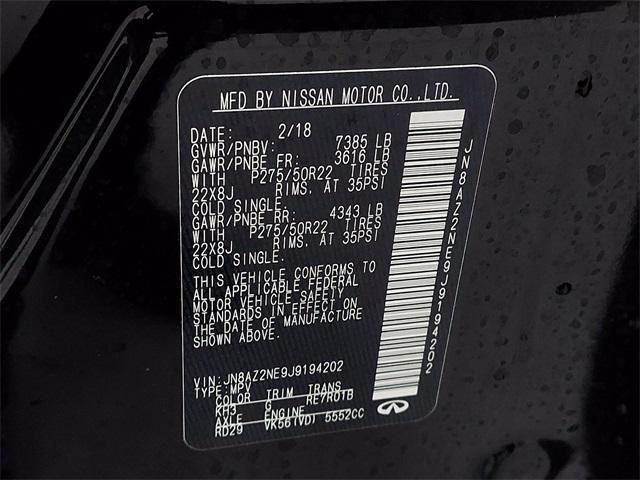 MFD BY NISSAN MOTOR CO.,LTD.
DATE: 2/18
GVWR/PNBV: 7385 LB
GAWR/PNBE FR: 3616 LB
WITH P275/50R22 TIRES
22X8J RIMS, AT 35PSI
COLD SINGLE.
GAWR/PNBE RR: 4343 LB
WITH P275/50R22 TIRES
22X8J RIMS, AT 35PSI
COLD SINGLE.
THIS VEHICLE CONFORMS TO
ALL APPLICABLE FEDERAL
MOTOR VEHICLE SAFETY
STANDARDS IN EFFECT ON
THE DATE OF MANUFACTURE
SHOWN ABOVE.
VIN:JN8AZ2NE9J9194202
TYPE:MPV
COLOR TRIM TRANS
KH3 G RE7R01B
AXLE ENGINE
RD29 VK56(VD) 5552CC
JN8AZ2NE9J9194202